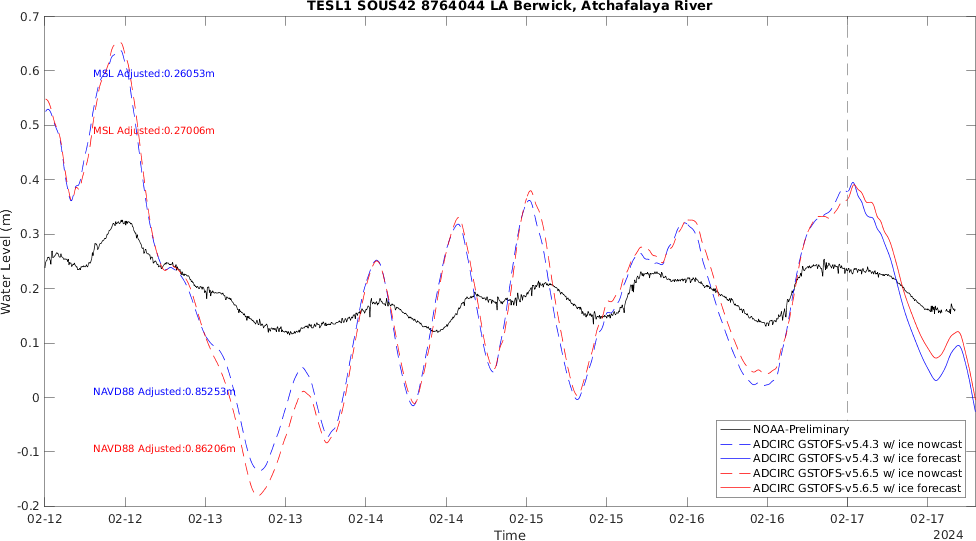 TESL1 SOUS42 8764044 LA Berwick, Atchafalaya River
0.7
0.6
0.5
0.4
0.3
0.2
0.1
0
-0.1
-0.2
Water Level (m)
MSL Adjusted:0.26053m
MSL Adjusted:0.27006m
NAVD88 Adjusted:0.85253m
NAVD88 Adjusted:0.86206m
NOAA-Preliminary
ADCIRC GSTOFS-v5.4.3 w/ ice nowcast
ADCIRC GSTOFS-v5.4.3 w/ ice forecast
ADCIRC GSTOFS-v5.6.5 w/ ice nowcast
ADCIRC GSTOFS-v5.6.5 w/ ice forecast
02-12 02-12 02-13 02-13 02-14 02-14 02-15 02-15 02-16 02-16 02-17 02-17
2024
Time